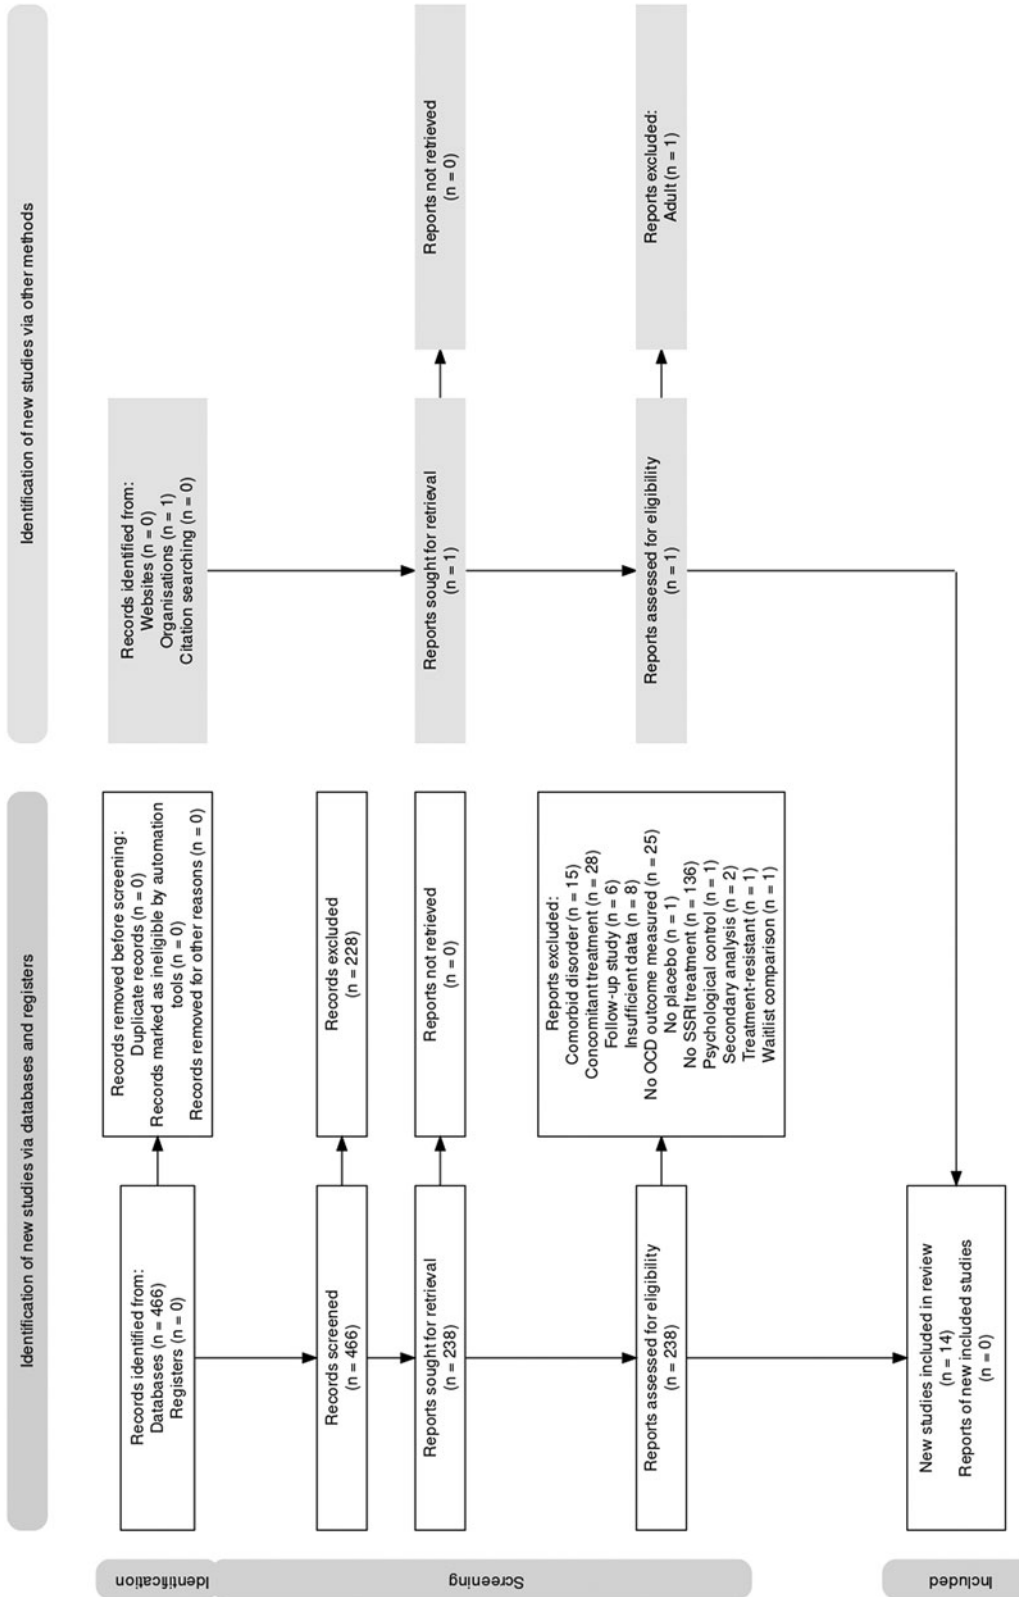 Identification of new studies via databases and registers
Identification of new studies via other methods
Identification
Records identified from:
Databases (n = 466)
Registers (n = 0)
Records removed before screening:
Duplicate records (n = 0)
Records marked as ineligible by automation
tools (n = 0)
Records removed for other reasons (n = 0)
Records identified from:
Websites (n = 0)
Organisations (n = 1)
Citation searching (n = 0)
Screening
Records screened
(n = 466)
Records excluded
(n = 228)
Reports sought for retrieval
(n = 238)
Reports not retrieved
(n = 0)
Reports sought for retrieval
(n = 1)
Reports not retrieved
(n = 0)
Reports assessed for eligibility
(n = 238)
Reports excluded:
Comorbid disorder (n = 15)
Concomitant treatment (n = 28)
Follow-up study (n = 6)
Insufficient data (n = 8)
No OCD outcome measured (n = 25)
No placebo (n = 1)
No SSRI treatment (n = 136)
Psychological control (n = 1)
Secondary analysis (n = 2)
Treatment-resistant (n = 1)
Waitlist comparison (n = 1)
Reports assessed for eligibility
(n = 1)
Reports excluded:
Adult (n = 1)
Included
New studies included in review
(n = 14)
Reports of new included studies
(n = 0)